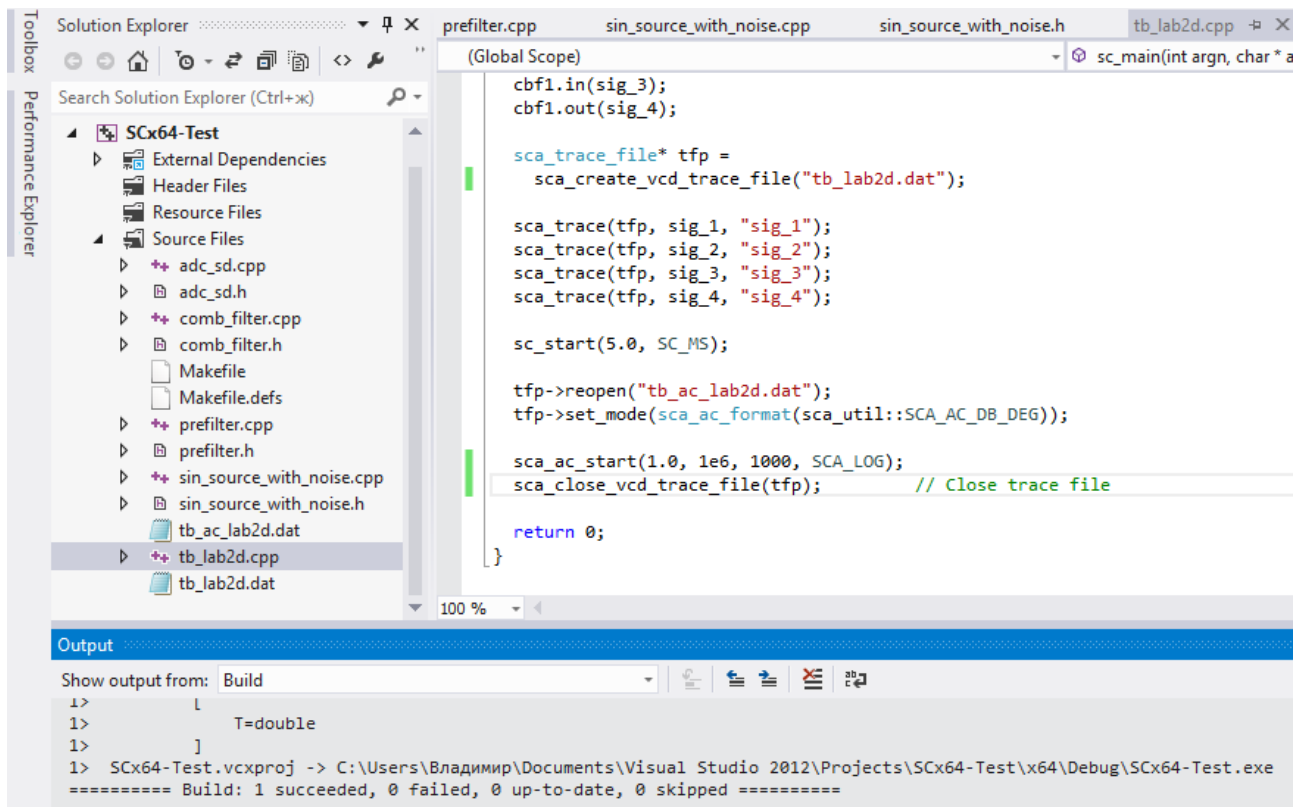 Toolbox
Performance Explorer
Solution Explorer
Search Solution Explorer (Ctrl+ж)
SCx64-Test
External Dependencies
Header Files
Resource Files
Source Files
adc_sd.cpp
adc_sd.h
comb_filter.cpp
comb_filter.h
Makefile
Makefile.defs
prefilter.cpp
prefilter.h
sin_source_with_noise.cpp
sin_source_with_noise.h
tb_ac_lab2d.dat
tb_lab2d.cpp
tb_lab2d.dat
prefilter.cpp sin_source_with_noise.cpp sin_source_with_noise.h tb_lab2d.cpp
(Global Scope) sc_main(int argn, char * a
cbf1.in(sig_3);
cbf1.out(sig_4);
sca_trace_file* tfp =
sca_create_vcd_trace_file("tb_lab2d.dat");
sca_trace(tfp, sig_1, "sig_1");
sca_trace(tfp, sig_2, "sig_2");
sca_trace(tfp, sig_3, "sig_3");
sca_trace(tfp, sig_4, "sig_4");
sc_start(5.0, SC_MS);
tfp->reopen("tb_ac_lab2d.dat");
tfp->set_mode(sca_ac_format(sca_util::SCA_AC_DB_DEG));
sca_ac_start(1.0, 1e6, 1000, SCA_LOG);
sca_close_vcd_trace_file(tfp); // Close trace file
return 0;
}
100 %
Output
Show output from: Build
1> [
1> T=double
1> ]
1> SCx64-Test.vcxproj -> C:\Users\Владимир\Documents\Visual Studio 2012\Projects\SCx64-Test\x64\Debug\SCx64-Test.exe
========== Build: 1 succeeded, 0 failed, 0 up-to-date, 0 skipped ==========